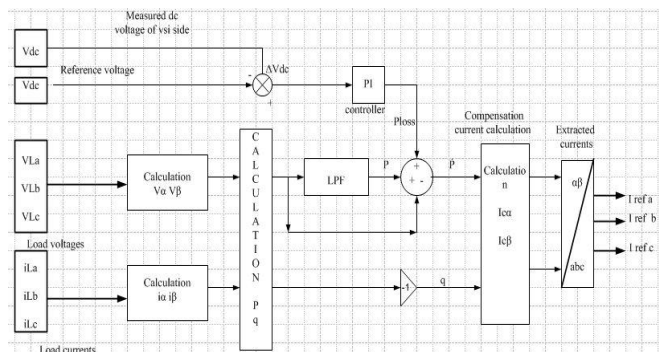 Measured dc
voltage of vsi side
Vdc
ΔVdc
Reference voltage
Vdc
-
+
PI
controller
Ploss
Compensation
current calculation
Extracted
currents
VLa
VLb
VLc
Load voltages
Calculation
Vα Vβ
CALCULATION
P
q
LPF
P
+
+ -
P̃
Calculatio
n
Icα
Icβ
αβ
abc
I ref a
I ref b
I ref c
iLa
iLb
iLc
Load currents
Calculation
iα iβ
-1
q